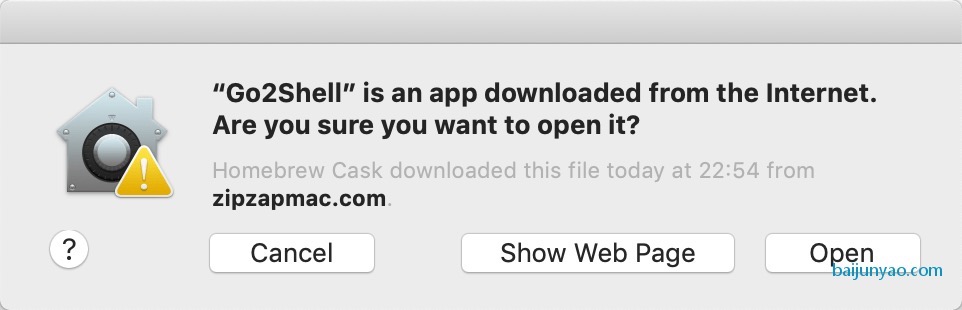 “Go2Shell” is an app downloaded from the Internet.
Are you sure you want to open it?
Homebrew Cask downloaded this file today at 22:54 from
zipzapmac.com.
?
Cancel
Show Web Page
Open
baijunyao.com